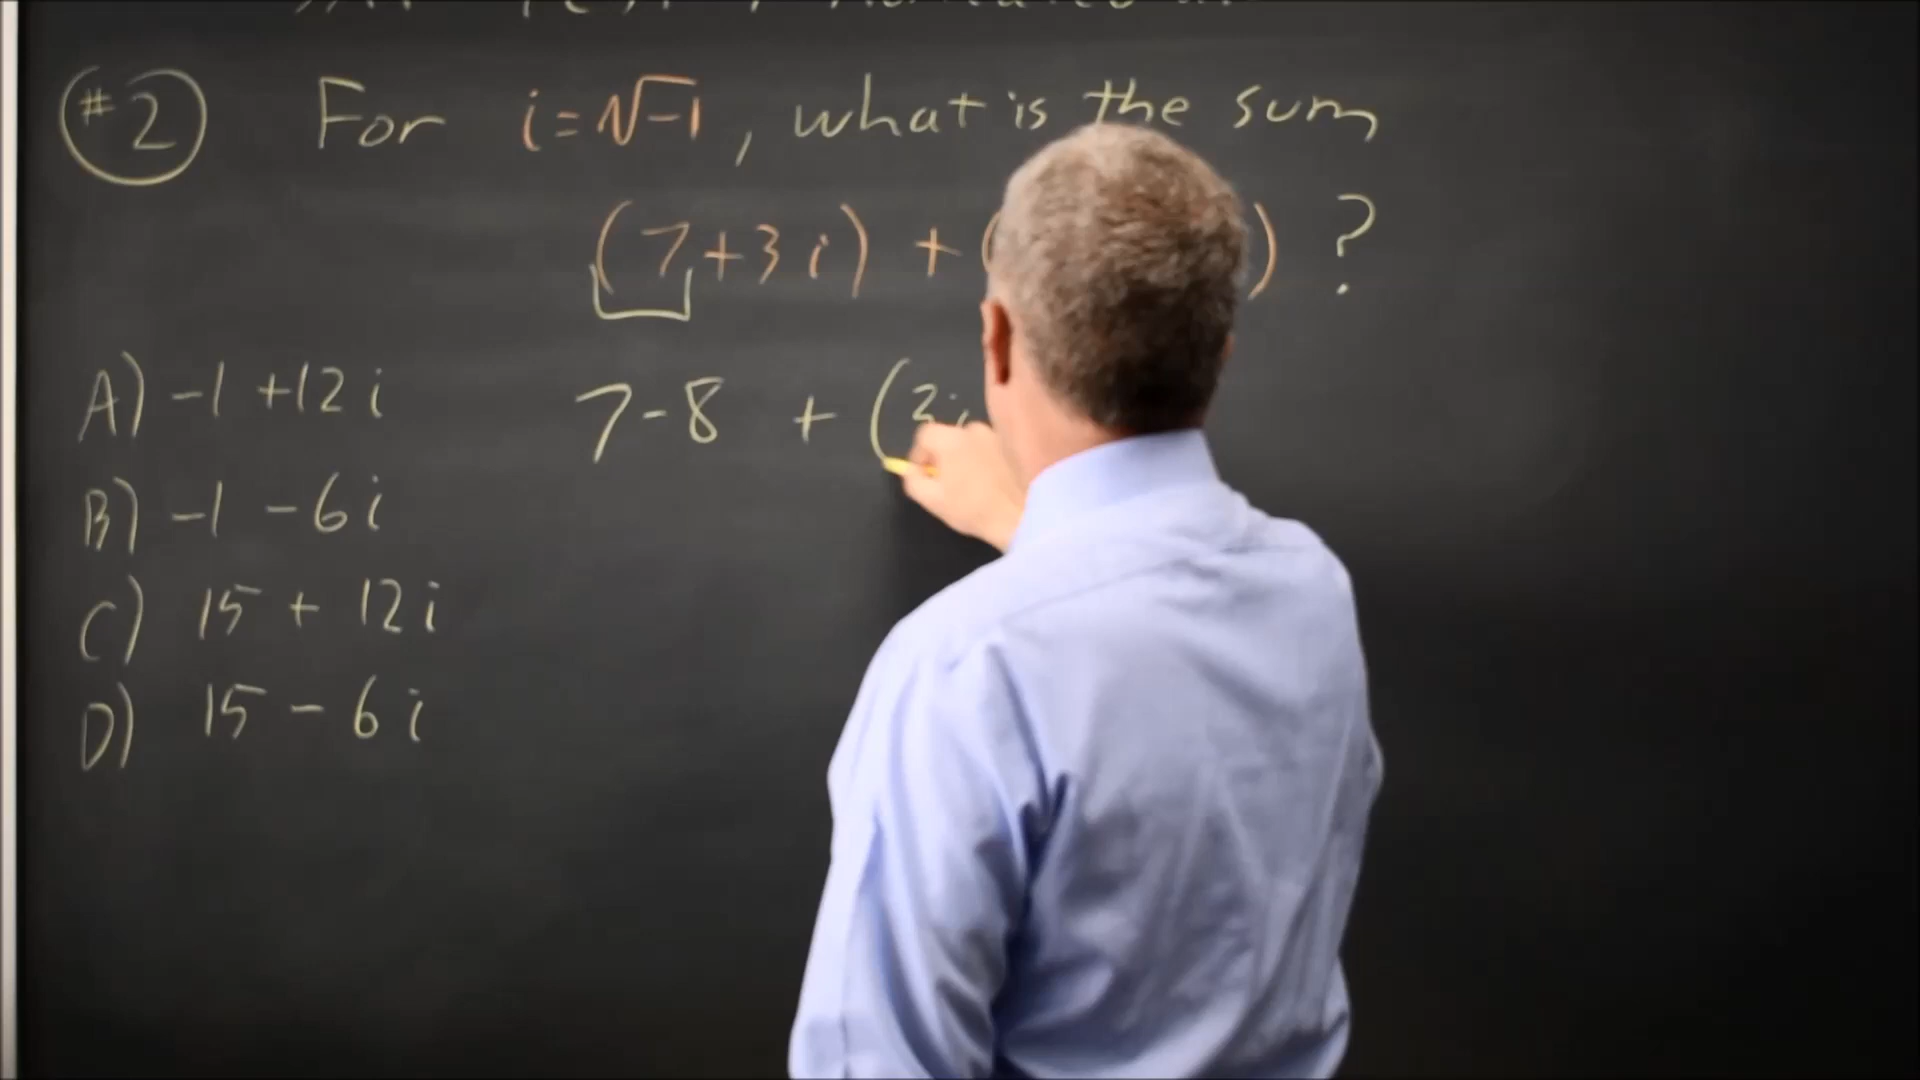 #2 For i=√-1, what is the sum
(7+3i) + ( ) ?
A) -1 +12i
7-8 + (3i
B) -1 -6i
C) 15 + 12i
D) 15 - 6i